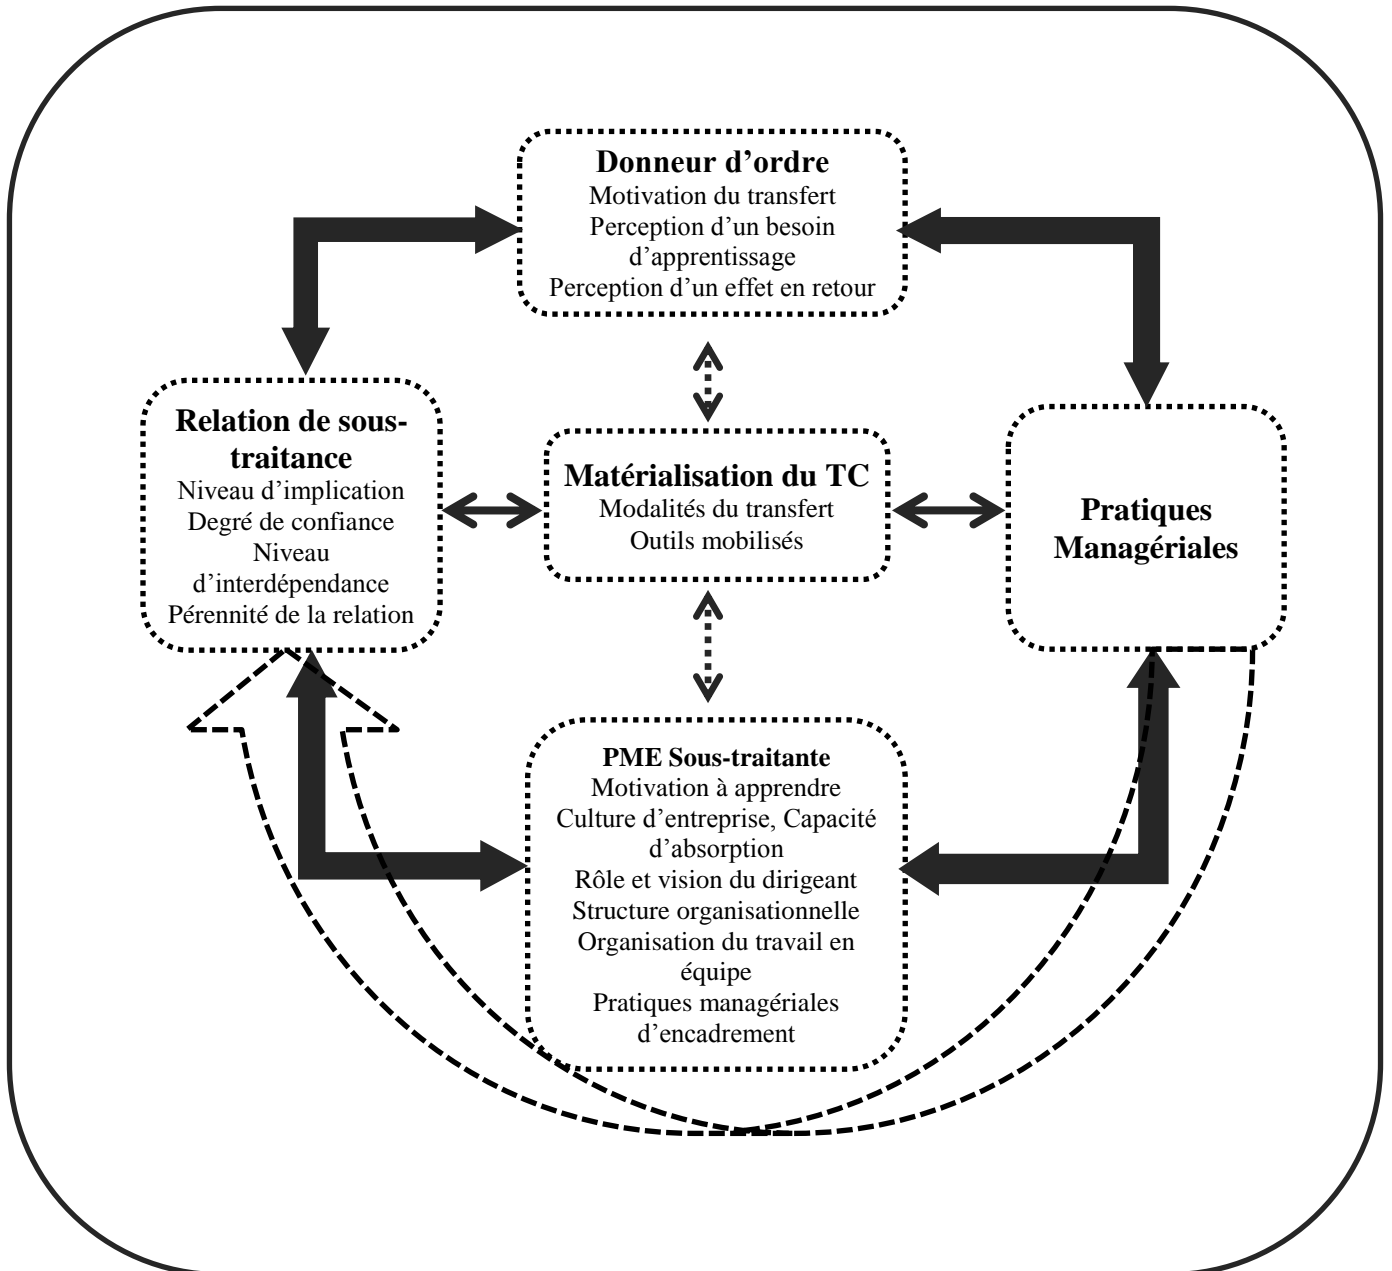 Donneur d’ordre
Motivation du transfert
Perception d’un besoin
d’apprentissage
Perception d’un effet en retour
Relation de sous-
traitance
Niveau d’implication
Degré de confiance
Niveau
d’interdépendance
Pérennité de la relation
Matérialisation du TC
Modalités du transfert
Outils mobilisés
Pratiques
Managériales
PME Sous-traitante
Motivation à apprendre
Culture d’entreprise, Capacité
d’absorption
Rôle et vision du dirigeant
Structure organisationnelle
Organisation du travail en
équipe
Pratiques managériales
d’encadrement